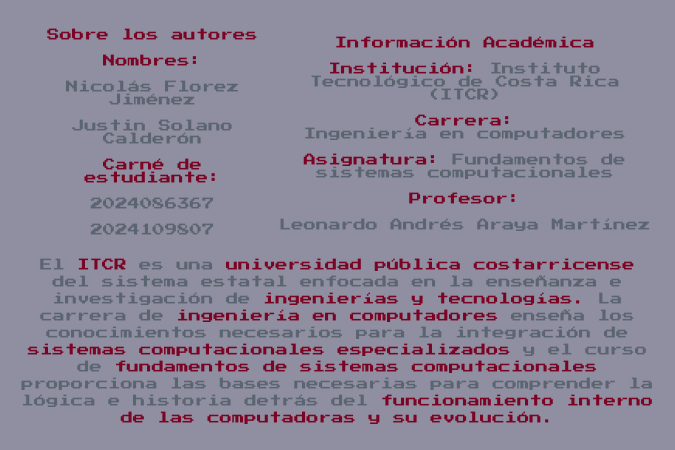 Sobre los autores
Nombres:
Nicolás Florez
Jiménez
Justin Solano
Calderón
Carné de
estudiante:
2024086367
2024109807
Información Académica
Institución: Instituto
Tecnológico de Costa Rica
(ITCR)
Carrera:
Ingeniería en computadores
Asignatura: Fundamentos de
sistemas computacionales
Profesor:
Leonardo Andrés Araya Martínez
El ITCR es una universidad pública costarricense
del sistema estatal enfocada en la enseñanza e
investigación de ingenierías y tecnologías. La
carrera de ingeniería en computadores enseña los
conocimientos necesarios para la integración de
sistemas computacionales especializados y el curso
de fundamentos de sistemas computacionales
proporciona las bases necesarias para comprender la
lógica e historia detrás del funcionamiento interno
de las computadoras y su evolución.